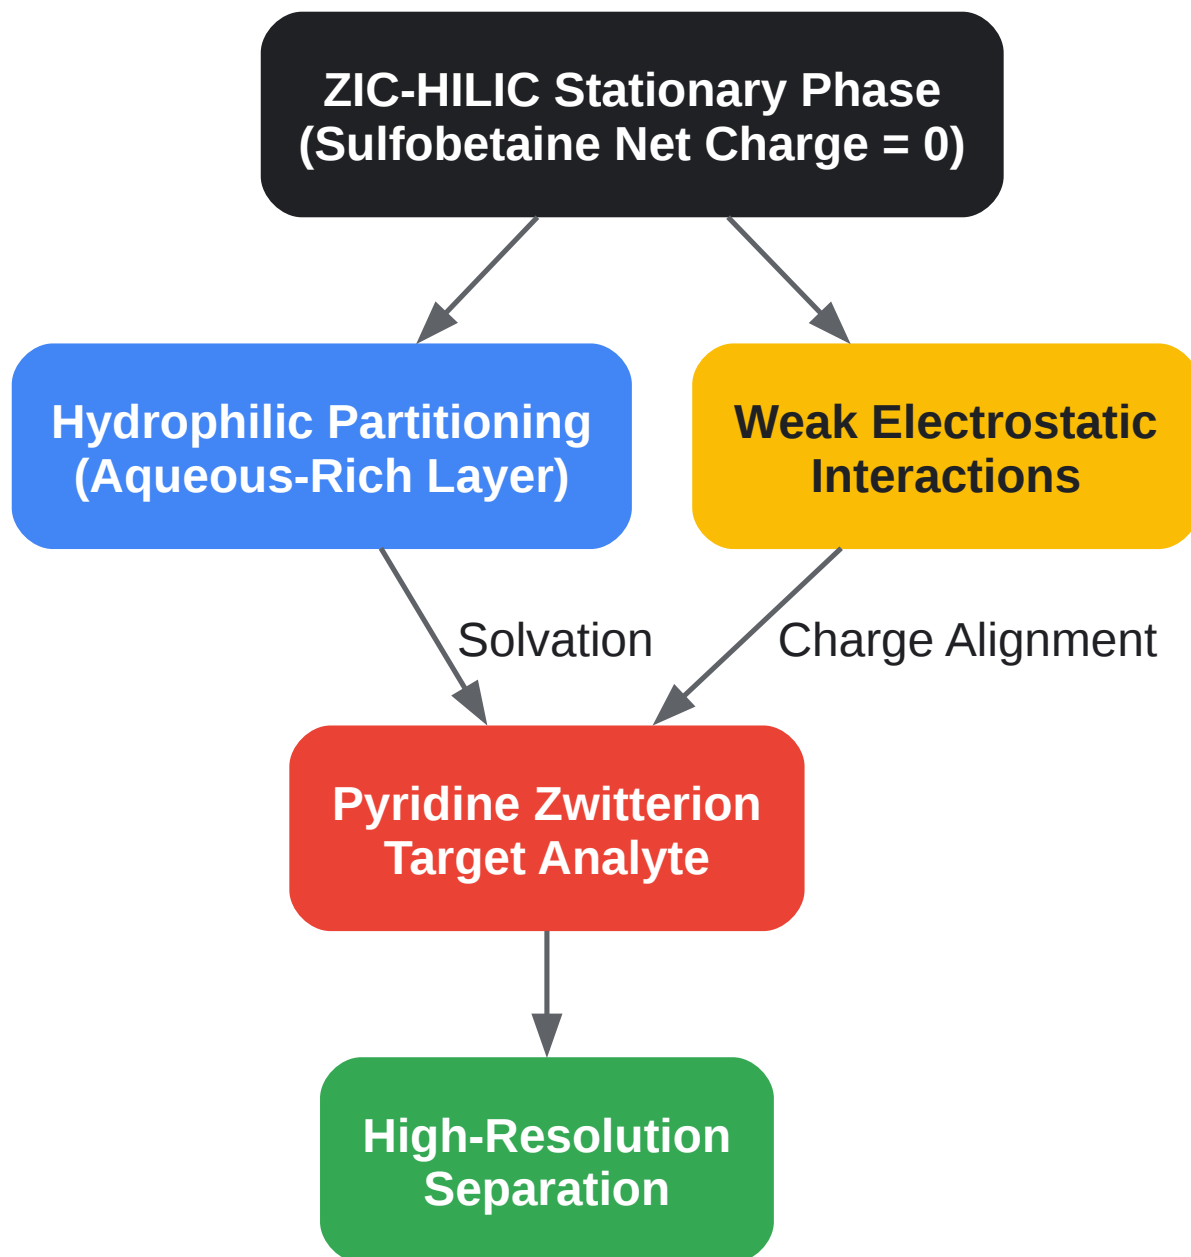 ZIC-HILIC Stationary Phase
(Sulfobetaine Net Charge = 0)
Hydrophilic Partitioning
(Aqueous-Rich Layer)
Weak Electrostatic
Interactions
Solvation
Charge Alignment
Pyridine Zwitterion
Target Analyte
High-Resolution
Separation